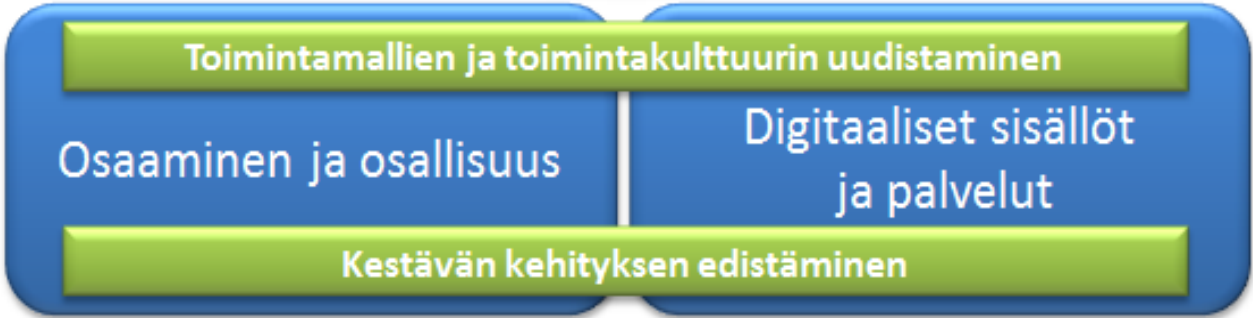 Toimintamallien ja toimintakulttuurin uudistaminen
Osaaminen ja osallisuus
Digitaaliset sisällöt
ja palvelut
Kestävän kehityksen edistäminen